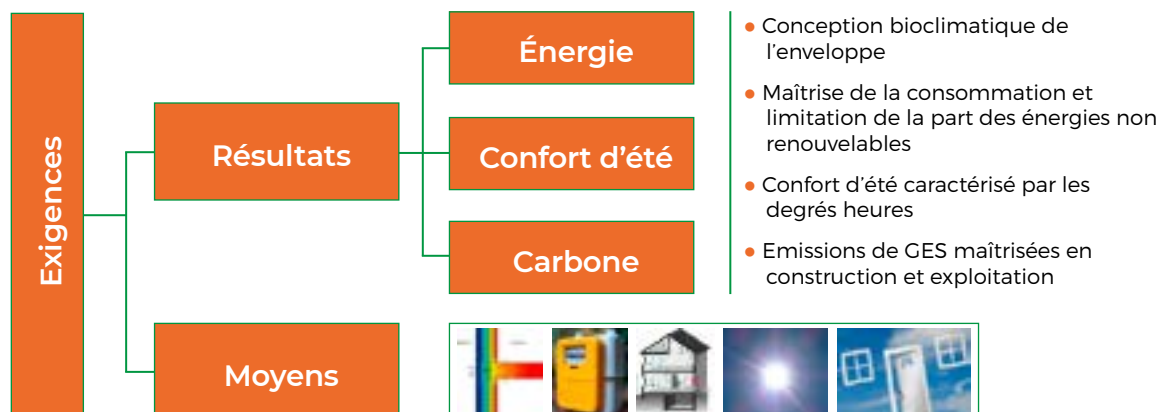 Exigences
Résultats
Moyens
Énergie
Confort d'été
Carbone
● Conception bioclimatique de
l'enveloppe
● Maîtrise de la consommation et
limitation de la part des énergies non
renouvelables
● Confort d'été caractérisé par les
degrés heures
● Emissions de GES maîtrisées en
construction et exploitation